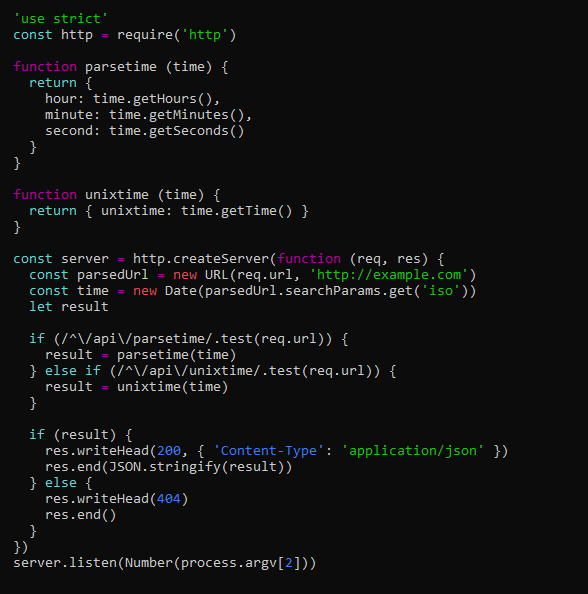 'use strict'
const http = require('http')

function parsetime (time) {
  return {
    hour: time.getHours(),
    minute: time.getMinutes(),
    second: time.getSeconds()
  }
}

function unixtime (time) {
  return { unixtime: time.getTime() }
}

const server = http.createServer(function (req, res) {
  const parsedUrl = new URL(req.url, 'http://example.com')
  const time = new Date(parsedUrl.searchParams.get('iso'))
  let result

  if (/^\/api\/parsetime/.test(req.url)) {
    result = parsetime(time)
  } else if (/^\/api\/unixtime/.test(req.url)) {
    result = unixtime(time)
  }

  if (result) {
    res.writeHead(200, { 'Content-Type': 'application/json' })
    res.end(JSON.stringify(result))
  } else {
    res.writeHead(404)
    res.end()
  }
})
server.listen(Number(process.argv[2]))